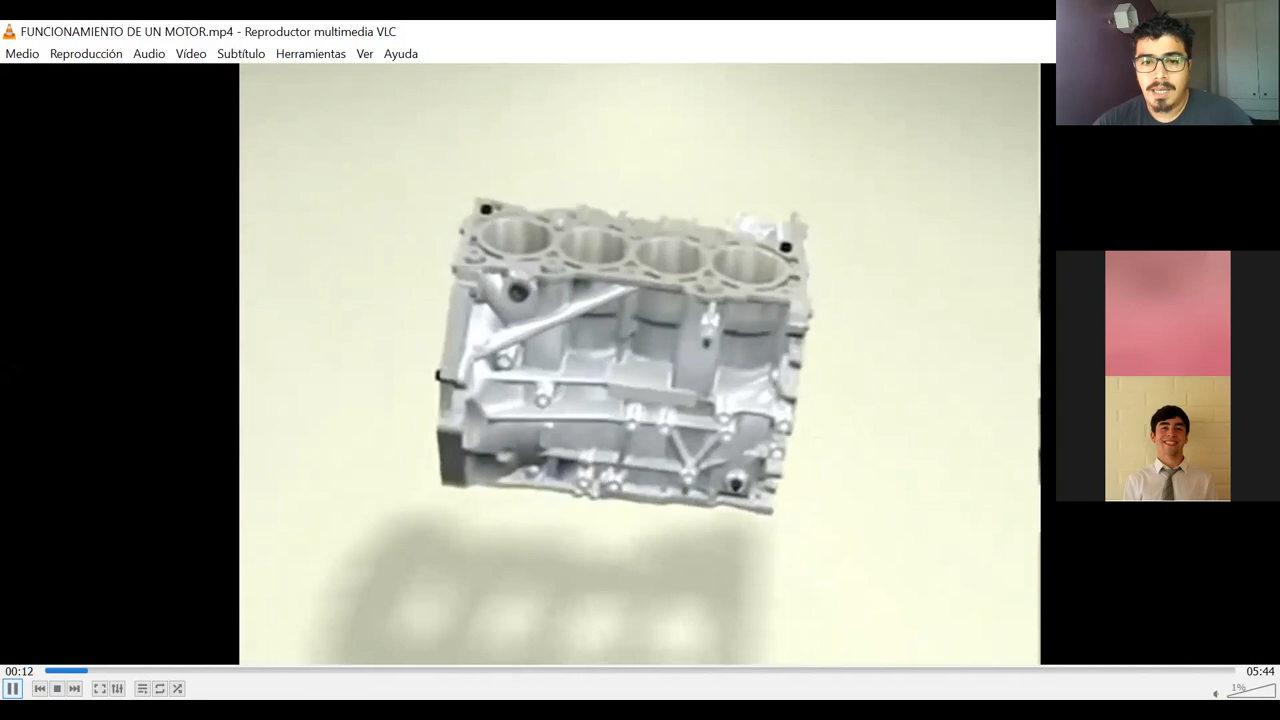 FUNCIONAMIENTO DE UN MOTOR.mp4 - Reproductor multimedia VLC
Medio Reproducción Audio Vídeo Subtítulo Herramientas Ver Ayuda
00:12 05:44
1%